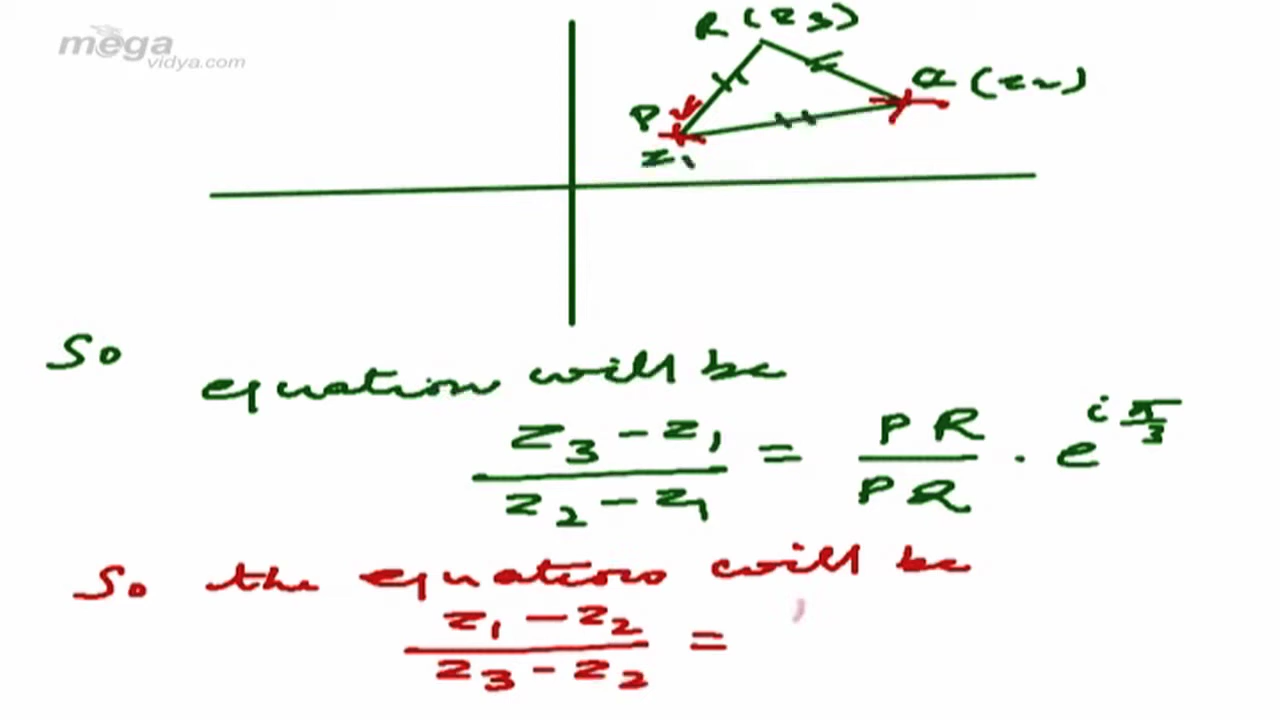 mega
vidya.com
R (z3)
Q (z2)
P
z1
So
equation will be
z3 - z1 / z2 - z1 = PR / PQ . e^iπ/3
So the equations will be
z1 - z2 / z3 - z2 =